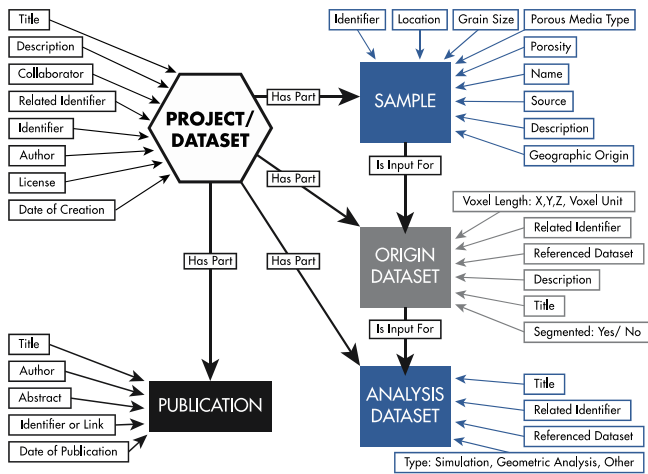 Title
Description
Collaborator
Related Identifier
Identifier
Author
License
Date of Creation
PROJECT/
DATASET
Has Part
Identifier
Location
Grain Size
Porous Media Type
Porosity
Name
Source
Description
Geographic Origin
SAMPLE
Is Input For
Has Part
Voxel Length: X,Y,Z, Voxel Unit
Related Identifier
Referenced Dataset
Description
Title
Segmented: Yes/ No
ORIGIN
DATASET
Has Part
Has Part
Is Input For
Title
Author
Abstract
Identifier or Link
Date of Publication
PUBLICATION
ANALYSIS
DATASET
Title
Related Identifier
Referenced Dataset
Type: Simulation, Geometric Analysis, Other